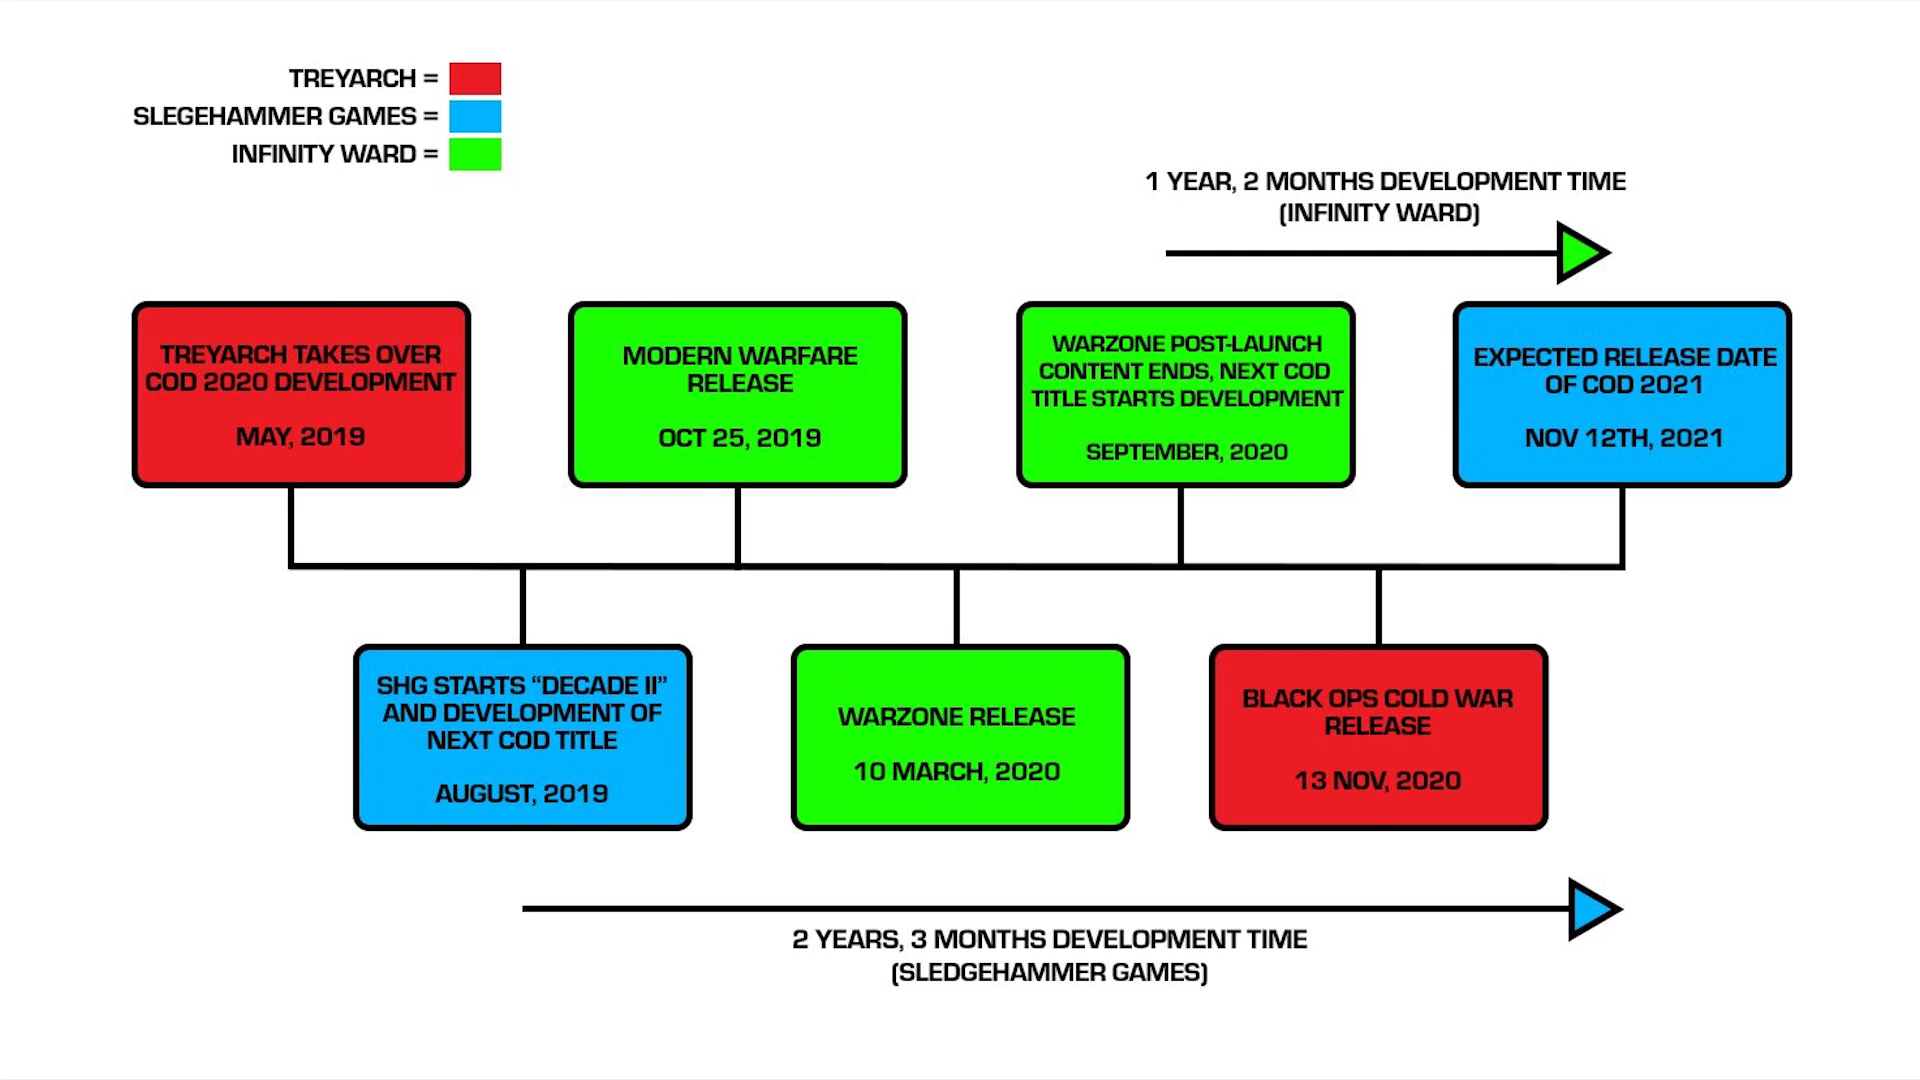 TREYARCH =
SLEGEHAMMER GAMES =
INFINITY WARD =
1 YEAR, 2 MONTHS DEVELOPMENT TIME
(INFINITY WARD)
TREYARCH TAKES OVER
COD 2020 DEVELOPMENT
MAY, 2019
MODERN WARFARE
RELEASE
OCT 25, 2019
WARZONE POST-LAUNCH
CONTENT ENDS, NEXT COD
TITLE STARTS DEVELOPMENT
SEPTEMBER, 2020
EXPECTED RELEASE DATE
OF COD 2021
NOV 12TH, 2021
SHG STARTS “DECADE II”
AND DEVELOPMENT OF
NEXT COD TITLE
AUGUST, 2019
WARZONE RELEASE
10 MARCH, 2020
BLACK OPS COLD WAR
RELEASE
13 NOV, 2020
2 YEARS, 3 MONTHS DEVELOPMENT TIME
(SLEDGEHAMMER GAMES)